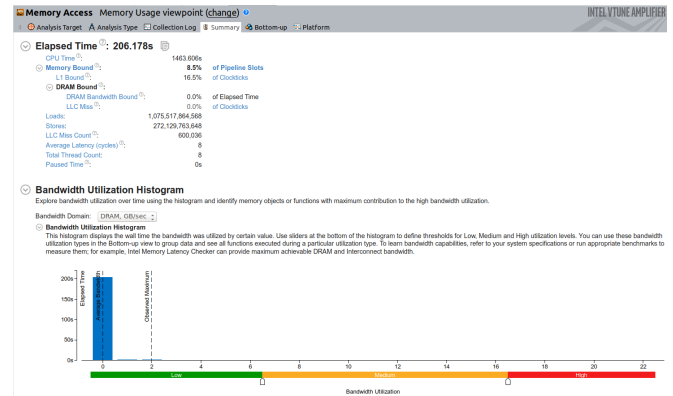 Memory Access Memory Usage viewpoint (change) ?
INTEL VTUNE AMPLIFIER
Analysis Target Analysis Type Collection Log Summary Bottom-up Platform
Elapsed Time ?: 206.178s
CPU Time ?: 1463.606s
Memory Bound ?: 8.5% of Pipeline Slots
L1 Bound ?: 16.5% of Clockticks
DRAM Bound ?:
DRAM Bandwidth Bound ?: 0.0% of Elapsed Time
LLC Miss ?: 0.0% of Clockticks
Loads: 1,075,517,864,568
Stores: 272,129,763,648
LLC Miss Count ?: 600,036
Average Latency (cycles) ?: 8
Total Thread Count: 8
Paused Time ?: 0s
Bandwidth Utilization Histogram
Explore bandwidth utilization over time using the histogram and identify memory objects or functions with maximum contribution to the high bandwidth utilization.
Bandwidth Domain: DRAM, GB/sec
Bandwidth Utilization Histogram
This histogram displays the wall time the bandwidth was utilized by certain value. Use sliders at the bottom of the histogram to define thresholds for Low, Medium and High utilization levels. You can use these bandwidth
utilization types in the Bottom-up view to group data and see all functions executed during a particular utilization type. To learn bandwidth capabilities, refer to your system specifications or run appropriate benchmarks to
measure them; for example, Intel Memory Latency Checker can provide maximum achievable DRAM and Interconnect bandwidth.
Elapsed Time
Average Bandwidth
Observed Maximum
200s
150s
100s
50s
0s
0 2 4 6 8 10 12 14 16 18 20 22
Low Medium High
Bandwidth Utilization